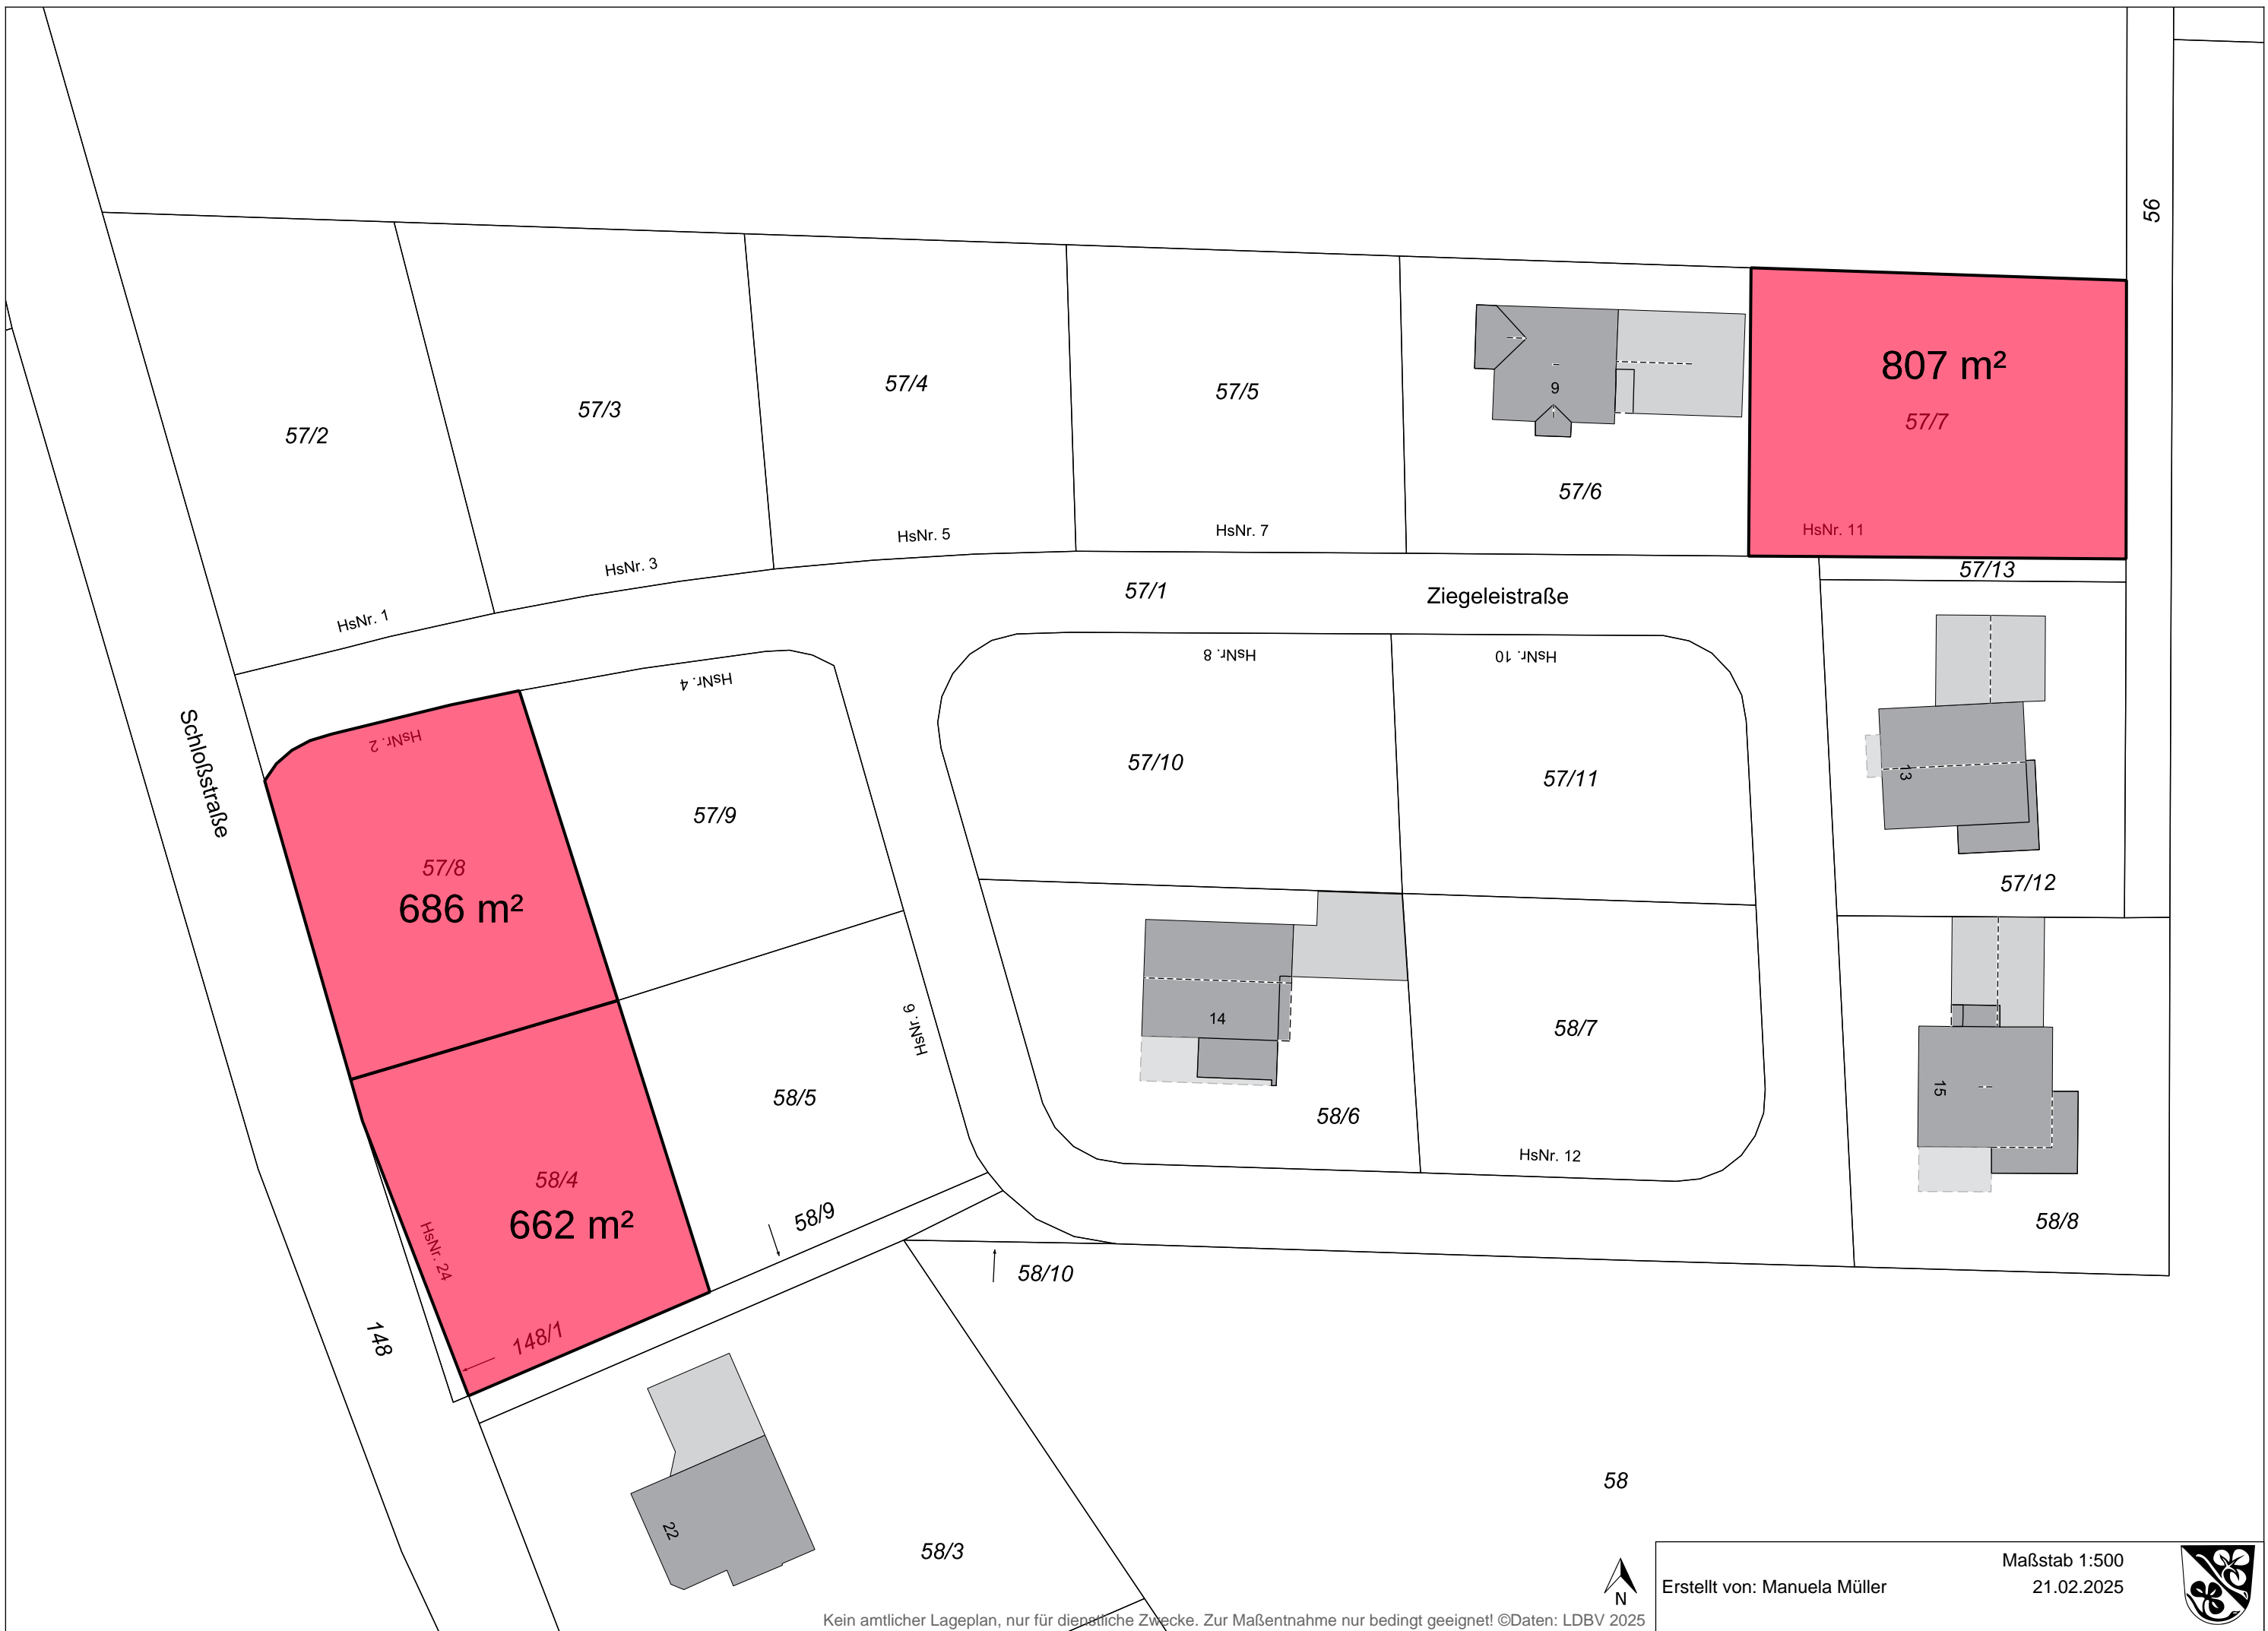 56
57/2
57/3
57/4
57/5
9
57/6
807 m²
57/7
HsNr. 1
HsNr. 3
HsNr. 5
HsNr. 7
HsNr. 11
57/13
57/1
Ziegeleistraße
Schloßstraße
HsNr. 2
HsNr. 4
HsNr. 8
HsNr. 10
57/8
686 m²
57/9
57/10
57/11
13
57/12
HsNr. 6
14
58/7
15
58/5
58/6
HsNr. 12
58/4
662 m²
HsNr. 24
58/9
58/8
58/10
148
148/1
22
58/3
58
N
Maßstab 1:500
Erstellt von: Manuela Müller
21.02.2025
Kein amtlicher Lageplan, nur für dienstliche Zwecke. Zur Maßentnahme nur bedingt geeignet! ©Daten: LDBV 2025